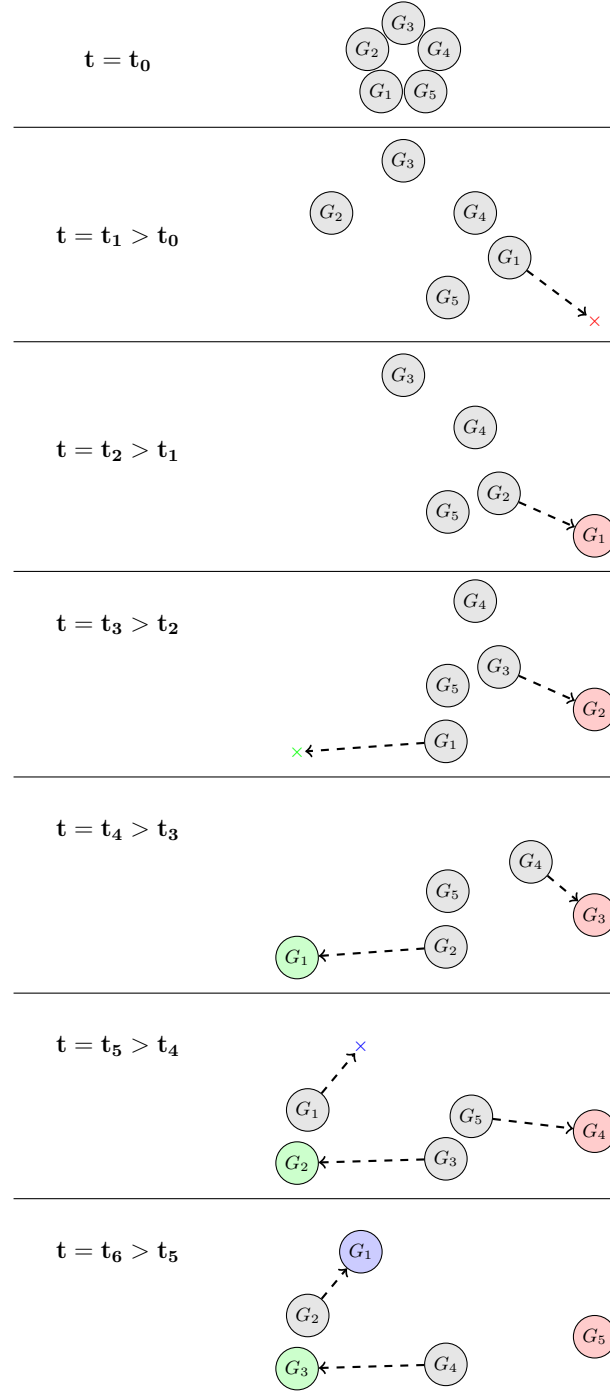 t = t₀
G₃
G₂ G₄
G₁ G₅
t = t₁ > t₀
G₃
G₂ G₄
G₁
G₅
×
t = t₂ > t₁
G₃
G₄
G₂
G₅
G₁
t = t₃ > t₂
G₄
G₃
G₅
G₂
G₁
×
t = t₄ > t₃
G₄
G₅
G₃
G₂
G₁
t = t₅ > t₄
×
G₁
G₅
G₄
G₃
G₂
t = t₆ > t₅
G₁
G₂
G₅
G₄
G₃